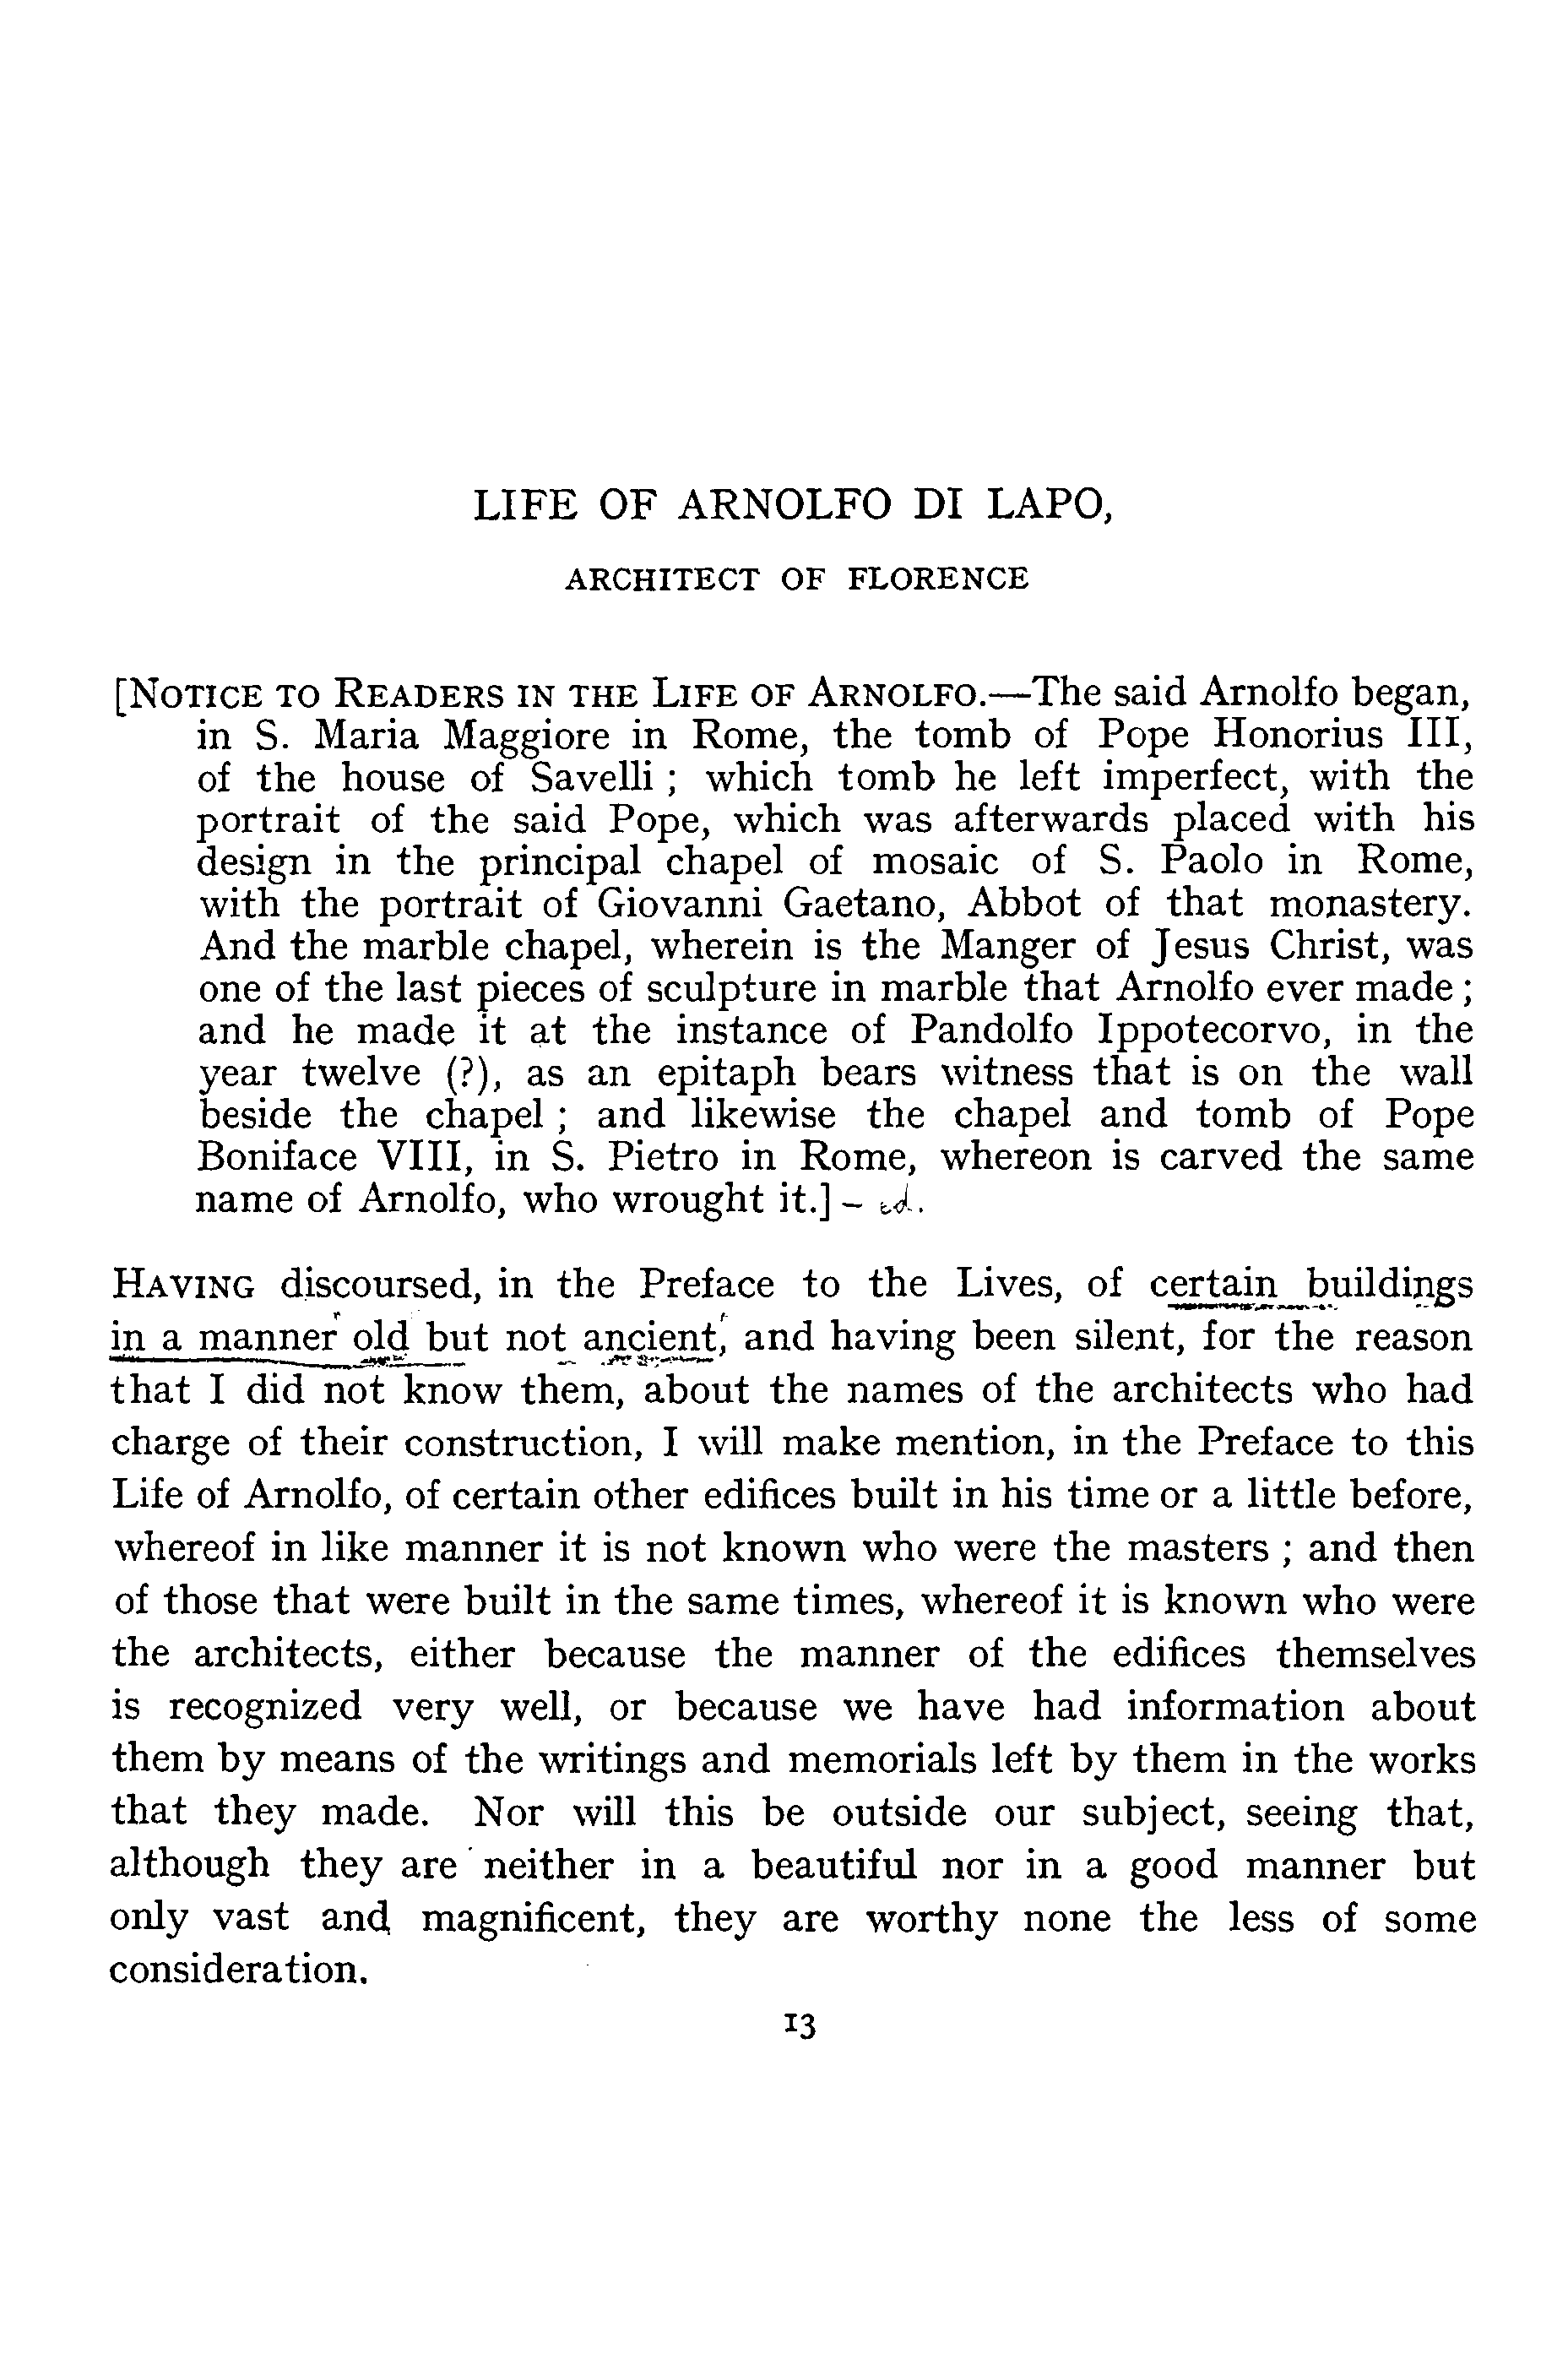 LIFE OF ARNOLFO DI LAPO,
ARCHITECT OF FLORENCE
[NOTICE TO READERS IN THE LIFE OF ARNOLFO.—The said Arnolfo began,
in S. Maria Maggiore in Rome, the tomb of Pope Honorius III,
of the house of Savelli ; which tomb he left imperfect, with the
portrait of the said Pope, which was afterwards placed with his
design in the principal chapel of mosaic of S. Paolo in Rome,
with the portrait of Giovanni Gaetano, Abbot of that monastery.
And the marble chapel, wherein is the Manger of Jesus Christ, was
one of the last pieces of sculpture in marble that Arnolfo ever made ;
and he made it at the instance of Pandolfo Ippotecorvo, in the
year twelve (?), as an epitaph bears witness that is on the wall
beside the chapel ; and likewise the chapel and tomb of Pope
Boniface VIII, in S. Pietro in Rome, whereon is carved the same
name of Arnolfo, who wrought it.] – ed.
HAVING discoursed, in the Preface to the Lives, of certain buildings
in a manner old but not ancient, and having been silent, for the reason
that I did not know them, about the names of the architects who had
charge of their construction, I will make mention, in the Preface to this
Life of Arnolfo, of certain other edifices built in his time or a little before,
whereof in like manner it is not known who were the masters ; and then
of those that were built in the same times, whereof it is known who were
the architects, either because the manner of the edifices themselves
is recognized very well, or because we have had information about
them by means of the writings and memorials left by them in the works
that they made. Nor will this be outside our subject, seeing that,
although they are neither in a beautiful nor in a good manner but
only vast and magnificent, they are worthy none the less of some
consideration.
13